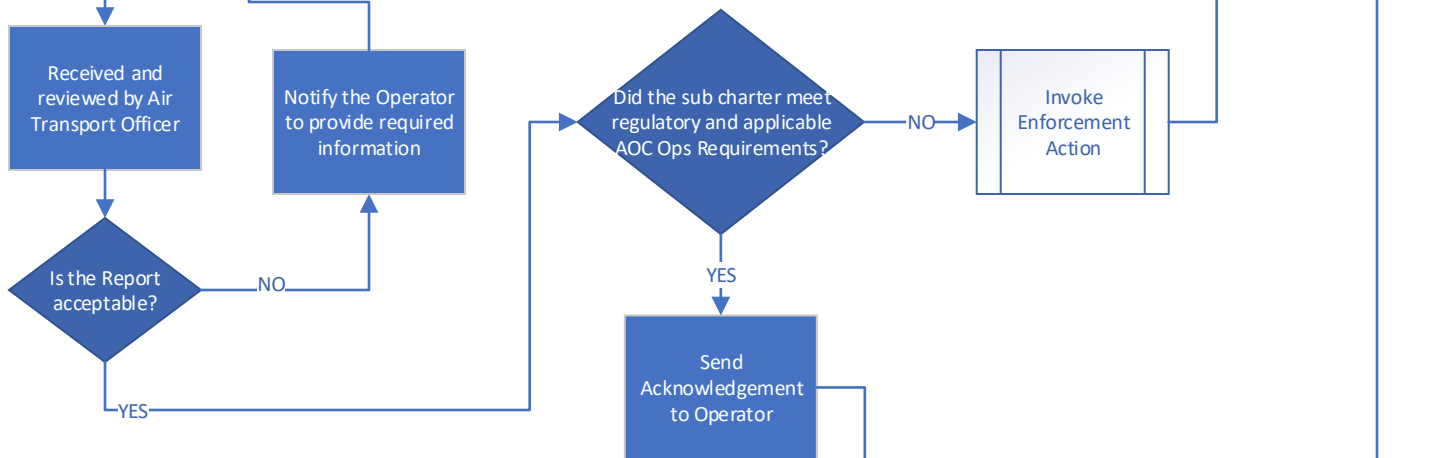 Received and
reviewed by Air
Transport Officer
Notify the Operator
to provide required
information
Did the sub charter meet
regulatory and applicable
AOC Ops Requirements?
NO
Invoke
Enforcement
Action
Is the Report
acceptable?
NO
YES
YES
Send
Acknowledgement
to Operator